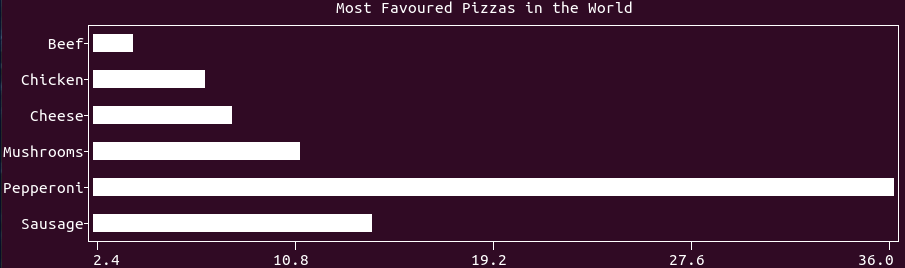 Most Favoured Pizzas in the World
Beef
Chicken
Cheese
Mushrooms
Pepperoni
Sausage
2.4 10.8 19.2 27.6 36.0